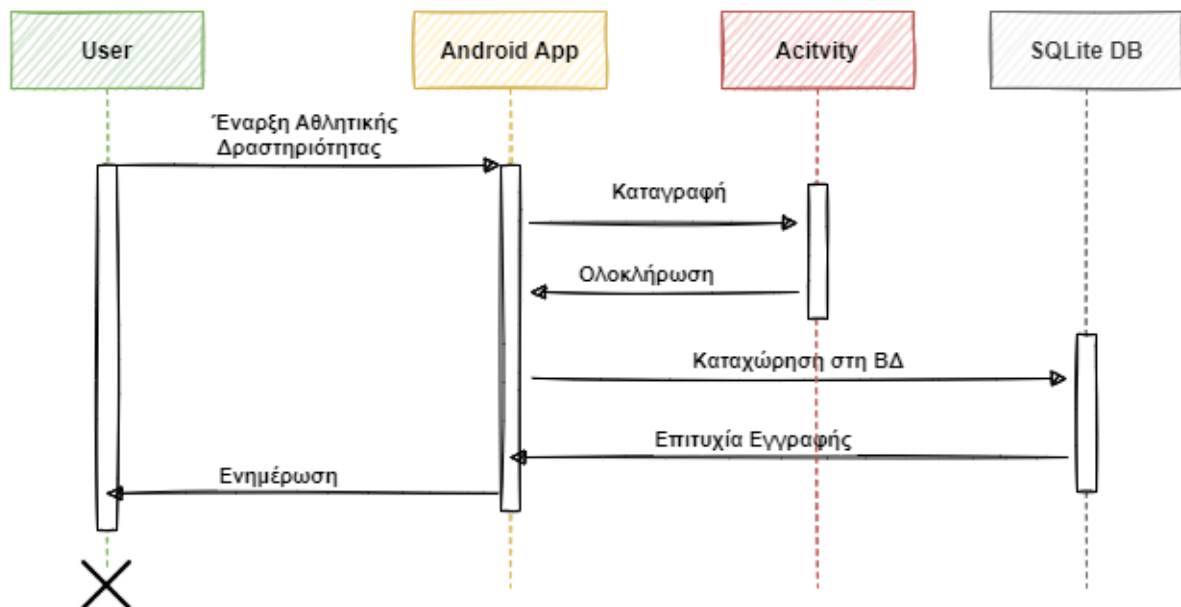 User
Android App
Acitvity
SQLite DB
Έναρξη Αθλητικής
Δραστηριότητας
Καταγραφή
Ολοκλήρωση
Καταχώρηση στη ΒΔ
Επιτυχία Εγγραφής
Ενημέρωση